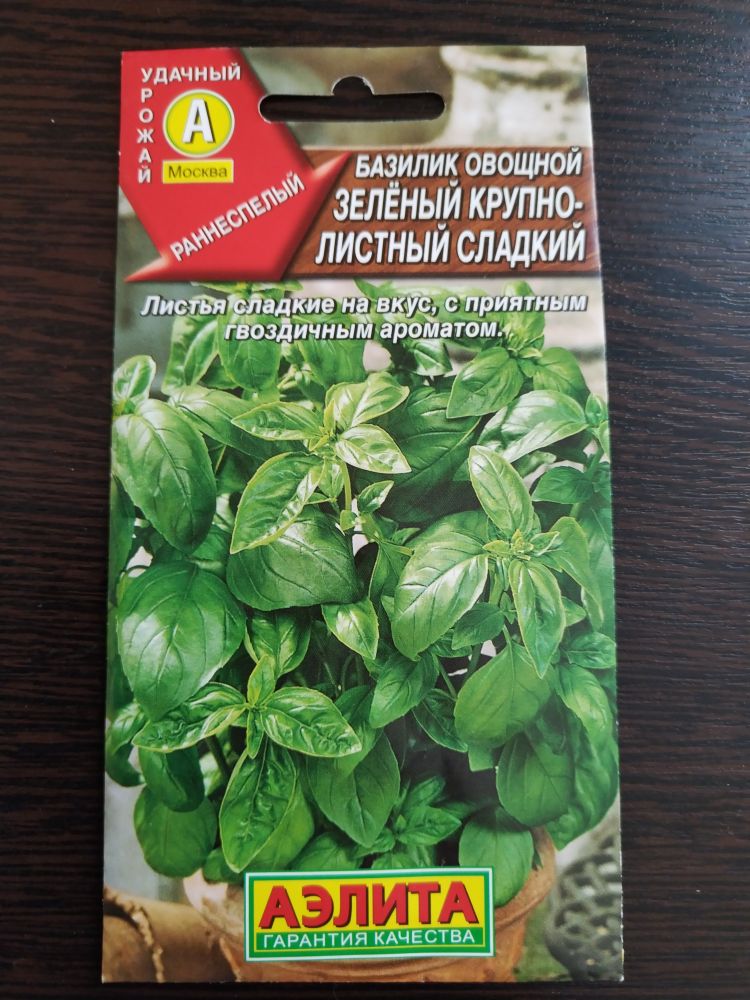 УДАЧНЫЙ
УРОЖАЙ
А
Москва
РАННЕСПЕЛЫЙ
БАЗИЛИК ОВОЩНОЙ
ЗЕЛЁНЫЙ КРУПНО-
ЛИСТНЫЙ СЛАДКИЙ
Листья сладкие на вкус, с приятным
гвоздичным ароматом.
АЭЛИТА
ГАРАНТИЯ КАЧЕСТВА